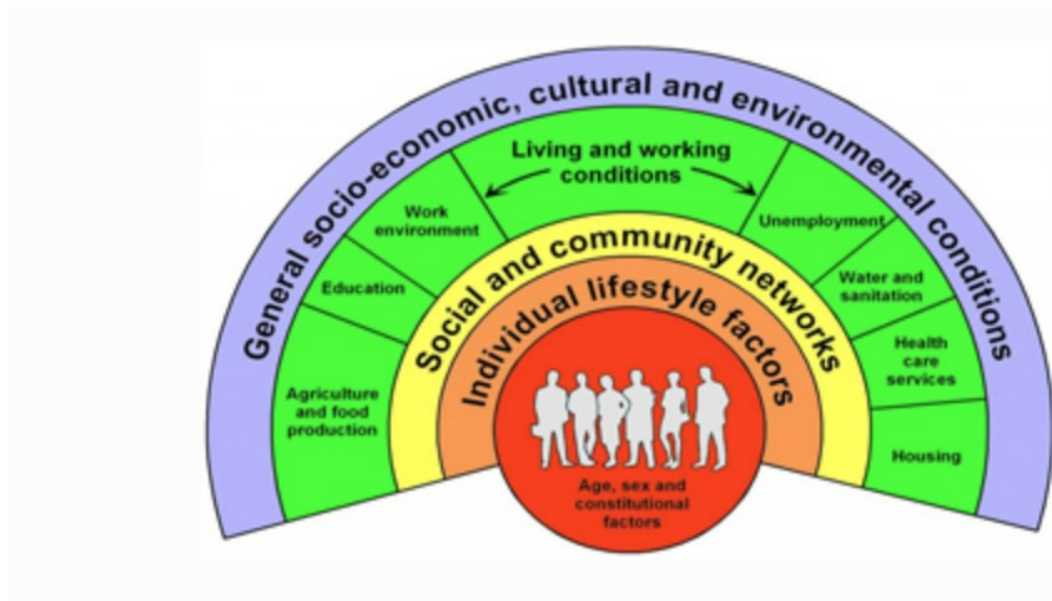 General socio-economic, cultural and environmental conditions
Living and working
conditions
Work
environment
Unemployment
Education
Water and
sanitation
Agriculture
and food
production
Health
care
services
Housing
Social and community networks
Individual lifestyle factors
Age, sex and
constitutional
factors